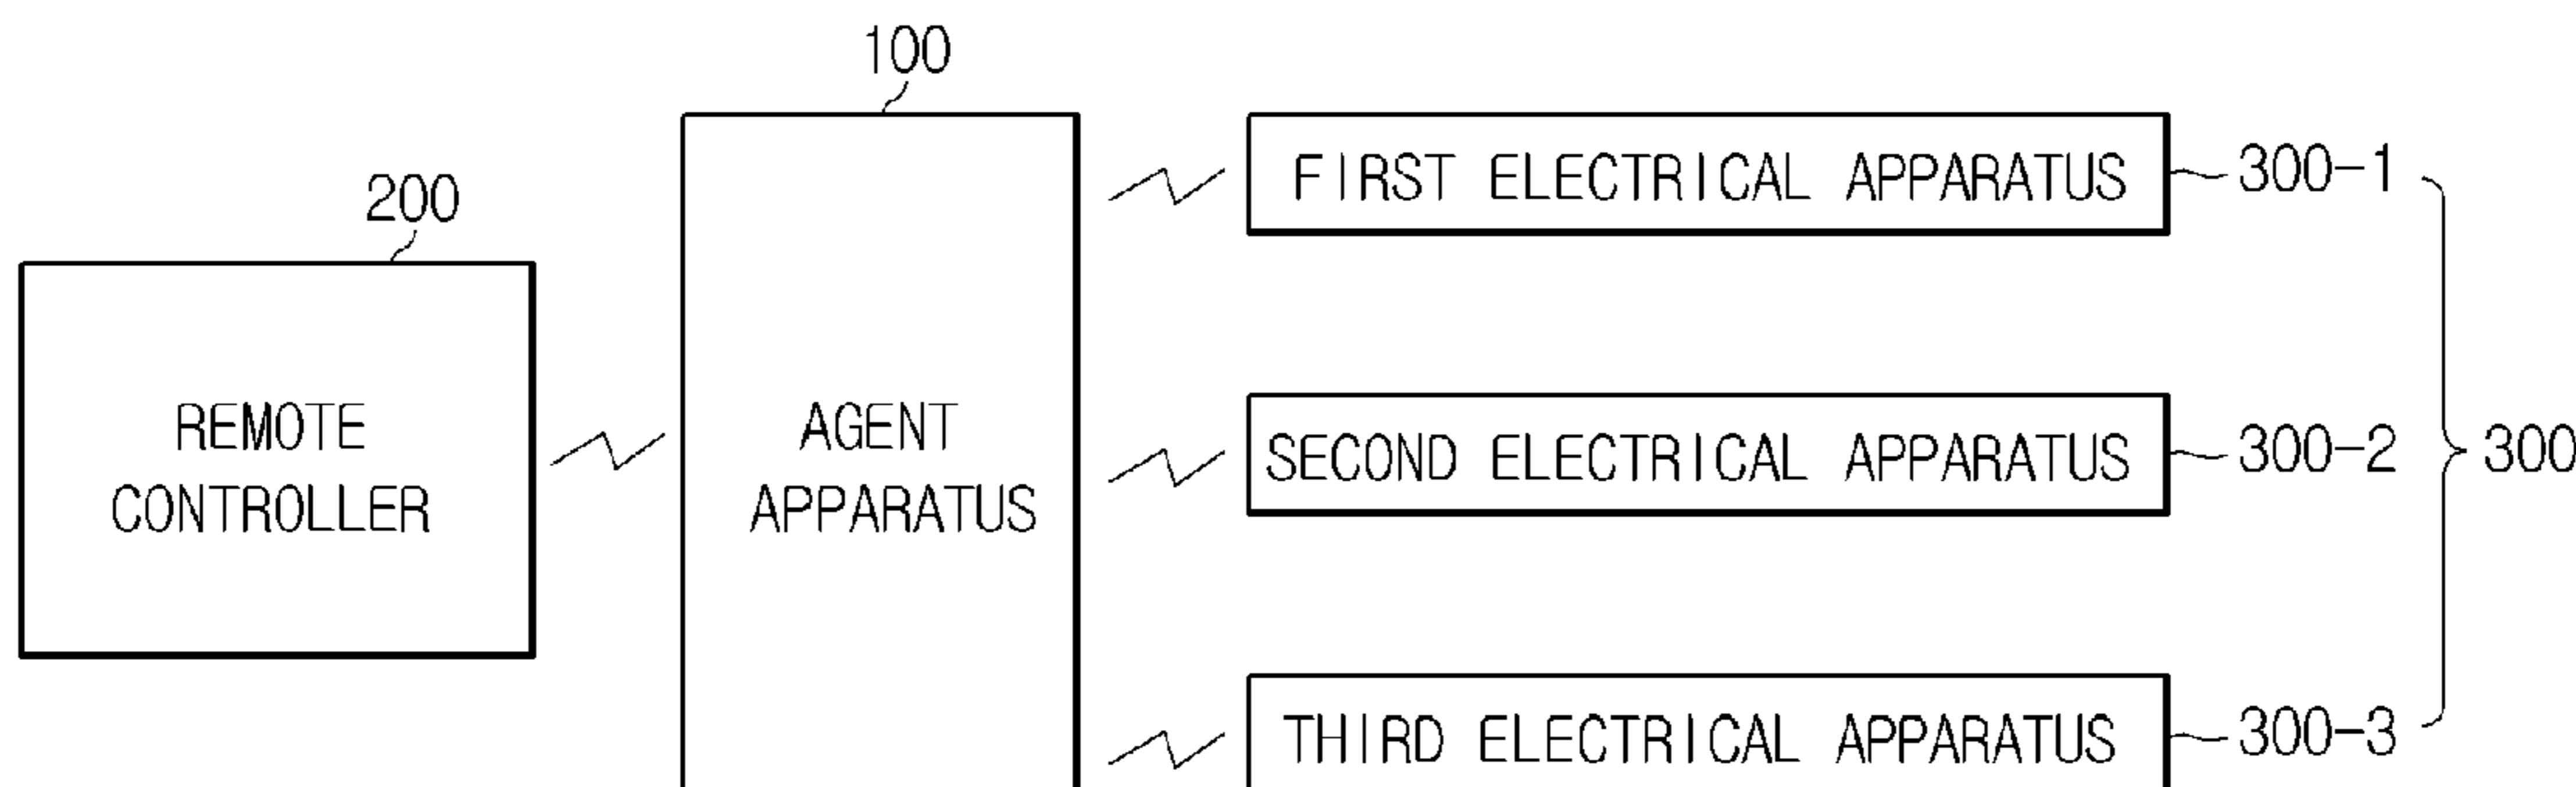 100
200
FIRST ELECTRICAL APPARATUS
300-1
REMOTE
CONTROLLER
AGENT
APPARATUS
SECOND ELECTRICAL APPARATUS
300-2
300
THIRD ELECTRICAL APPARATUS
300-3